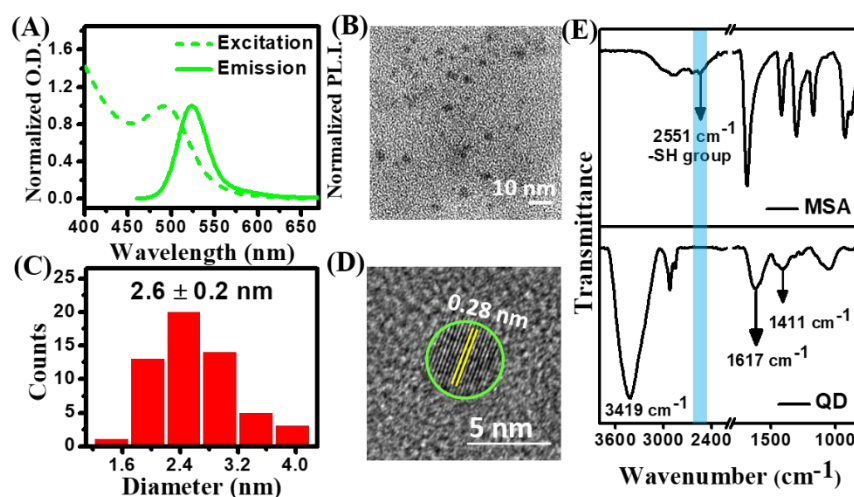 (A)
1.6
1.2
0.8
0.4
0.0
Normalized O.D.
Excitation
Emission
Normalized PL.I.
400 450 500 550 600 650
Wavelength (nm)
(B)
10 nm
(C)
25
20
15
10
5
0
Counts
2.6 ± 0.2 nm
1.6 2.4 3.2 4.0
Diameter (nm)
(D)
0.28 nm
5 nm
(E)
Transmittance
2551 cm-1
-SH group
MSA
1411 cm-1
1617 cm-1
3419 cm-1
QD
3600 3000 2400 1500 1000
Wavenumber (cm-1)